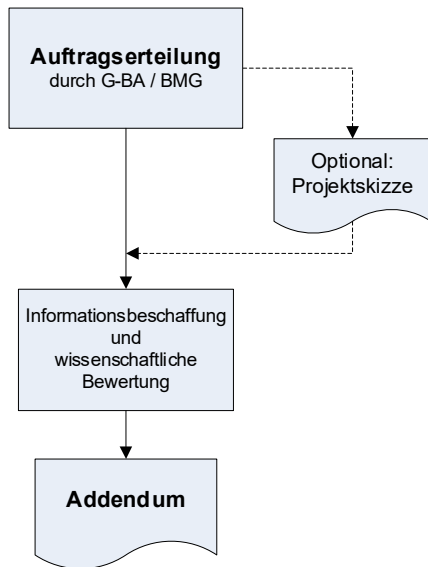 Auftragserteilung
durch G-BA / BMG
Optional:
Projektskizze
Informationsbeschaffung
und
wissenschaftliche
Bewertung
Addendum